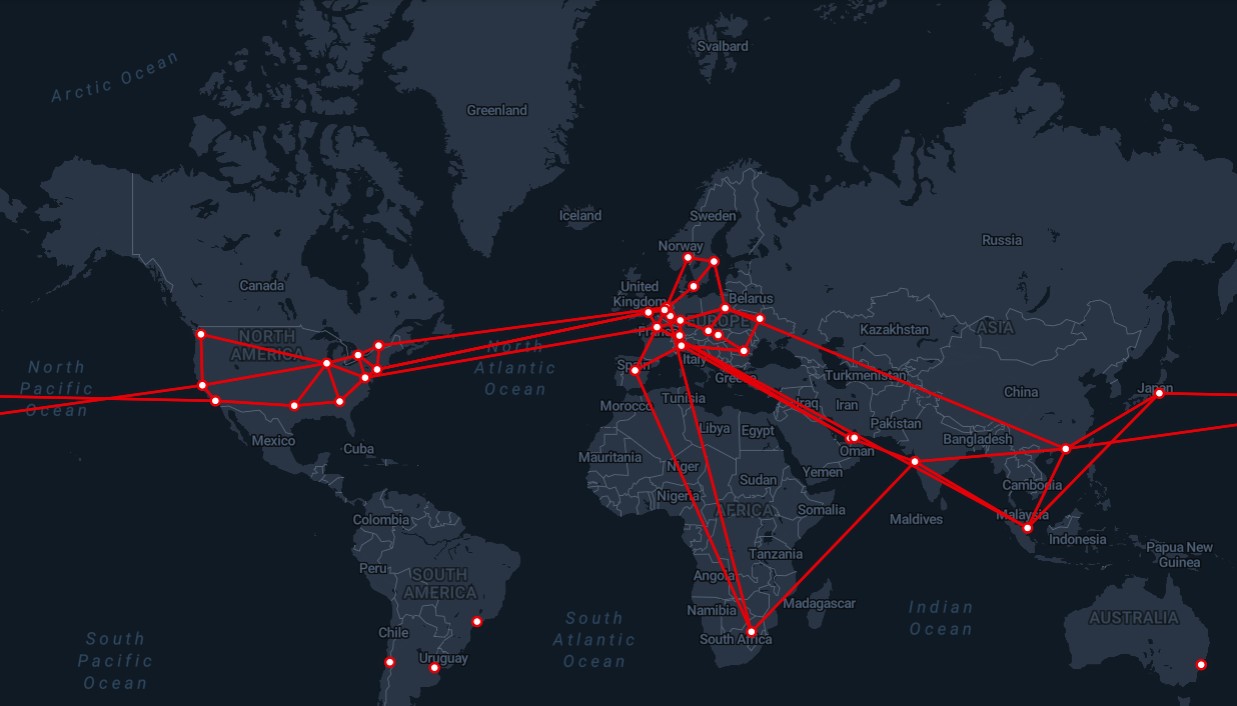 Svalbard
Arctic Ocean
Greenland
Iceland
Sweden
Norway
Russia
Canada
United
Kingdom
Belarus
EUROPE
Kazakhstan
ASIA
NORTH
AMERICA
North
Atlantic
Ocean
Italy
Spain
Greece
Turkmenistan
North
Pacific
Ocean
China
Japan
Tunisia
Morocco
Iraq
Iran
Pakistan
Libya
Egypt
Bangladesh
Mexico
Cuba
Oman
Mauritania
Niger
Sudan
Yemen
Cambodia
Nigeria
AFRICA
Somalia
Maldives
Malaysia
Colombia
Indonesia
Papua New
Guinea
Tanzania
Peru
SOUTH
AMERICA
Angola
Namibia
Madagascar
Indian
Ocean
AUSTRALIA
South
Atlantic
Ocean
Chile
South Africa
South
Pacific
Ocean
Uruguay